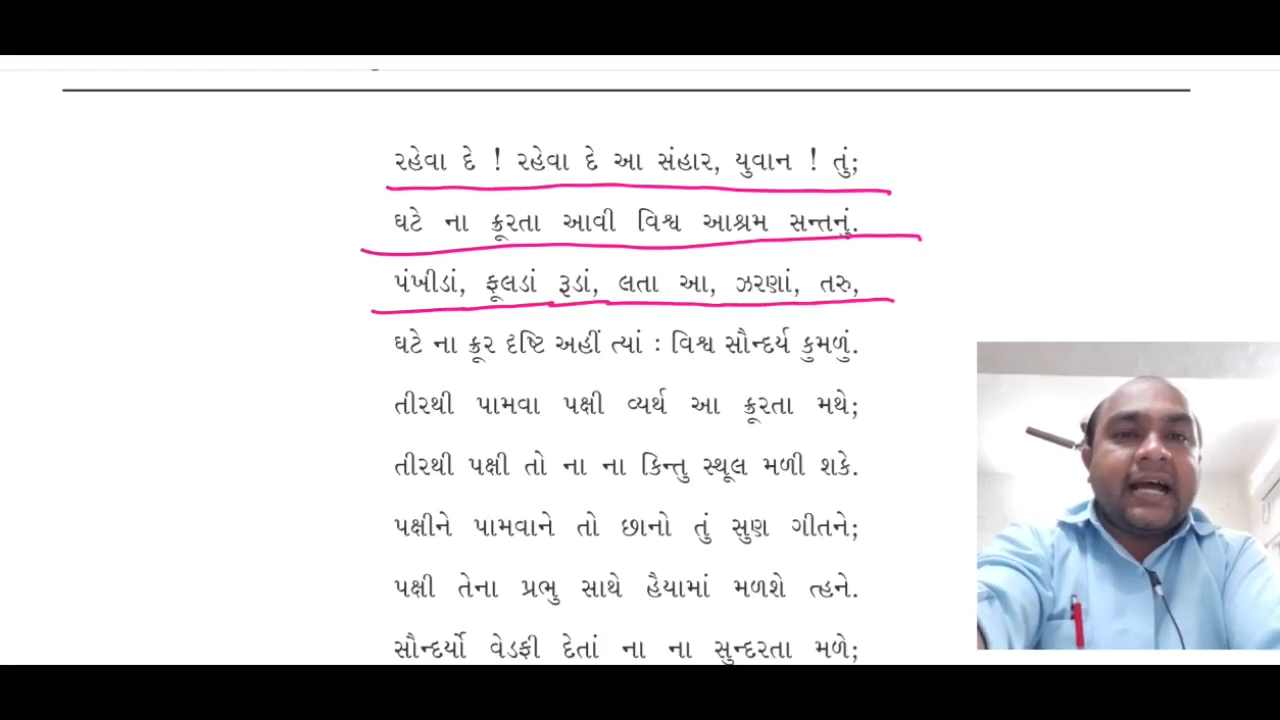 રહેવા દે ! રહેવા દે આ સંહાર, યુવાન ! તું;
ઘટે ના ક્રૂરતા આવી વિશ્વ આશ્રમ સન્તનું.
પંખીડાં, ફૂલડાં રૂડાં, લતા આ, ઝરણાં, તરુ,
ઘટે ના ક્રૂર દૃષ્ટિ અહીં ત્યાં : વિશ્વ સૌન્દર્ય કુમળું.
તીરથી પામવા પક્ષી વ્યર્થ આ ક્રૂરતા મથે;
તીરથી પક્ષી તો ના ના કિન્તુ સ્થૂલ મળી શકે.
પક્ષીને પામવાને તો છાનો તું સુણ ગીતને;
પક્ષી તેના પ્રભુ સાથે હૈયામાં મળશે ત્હને.
સૌન્દર્યો વેડફી દેતાં ના ના સુન્દરતા મળે;